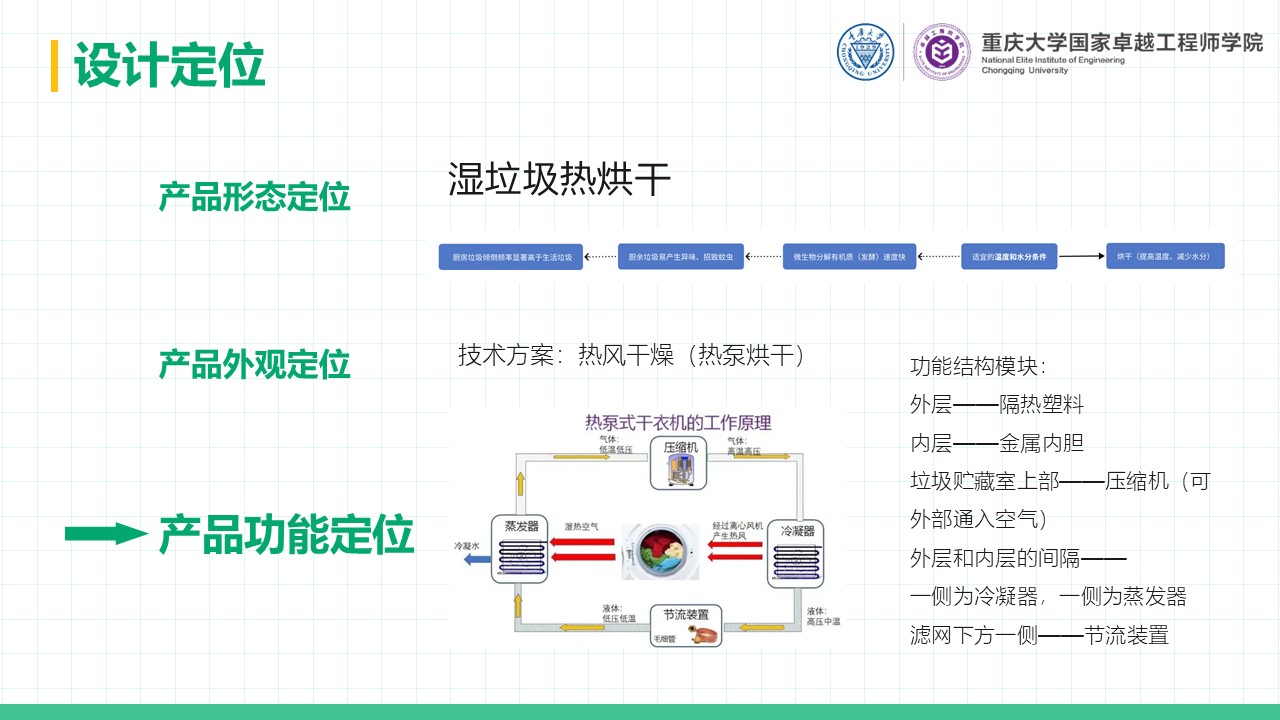 设计定位
重庆大学
CHONGQING UNIVERSITY
重庆大学国家卓越工程师学院
National Elite Institute of Engineering
Chongqing University
产品形态定位
产品外观定位
产品功能定位
湿垃圾热烘干
厨房垃圾倾倒频率显著高于生活垃圾
厨余垃圾易产生异味、招致蚊虫
微生物分解有机质（发酵）速度快
适宜的温度和水分条件
烘干（提高温度、减少水分）
技术方案：热风干燥（热泵烘干）
热泵式干衣机的工作原理
气体：
低温低压
压缩机
气体：
高温高压
蒸发器
湿热空气
经过离心风机
产生热风
冷凝器
冷凝水
液体：
低压低温
节流装置
毛细管
液体：
高压中温
功能结构模块：
外层——隔热塑料
内层——金属内胆
垃圾贮藏室上部——压缩机（可
外部通入空气）
外层和内层的间隔——
一侧为冷凝器，一侧为蒸发器
滤网下方一侧——节流装置